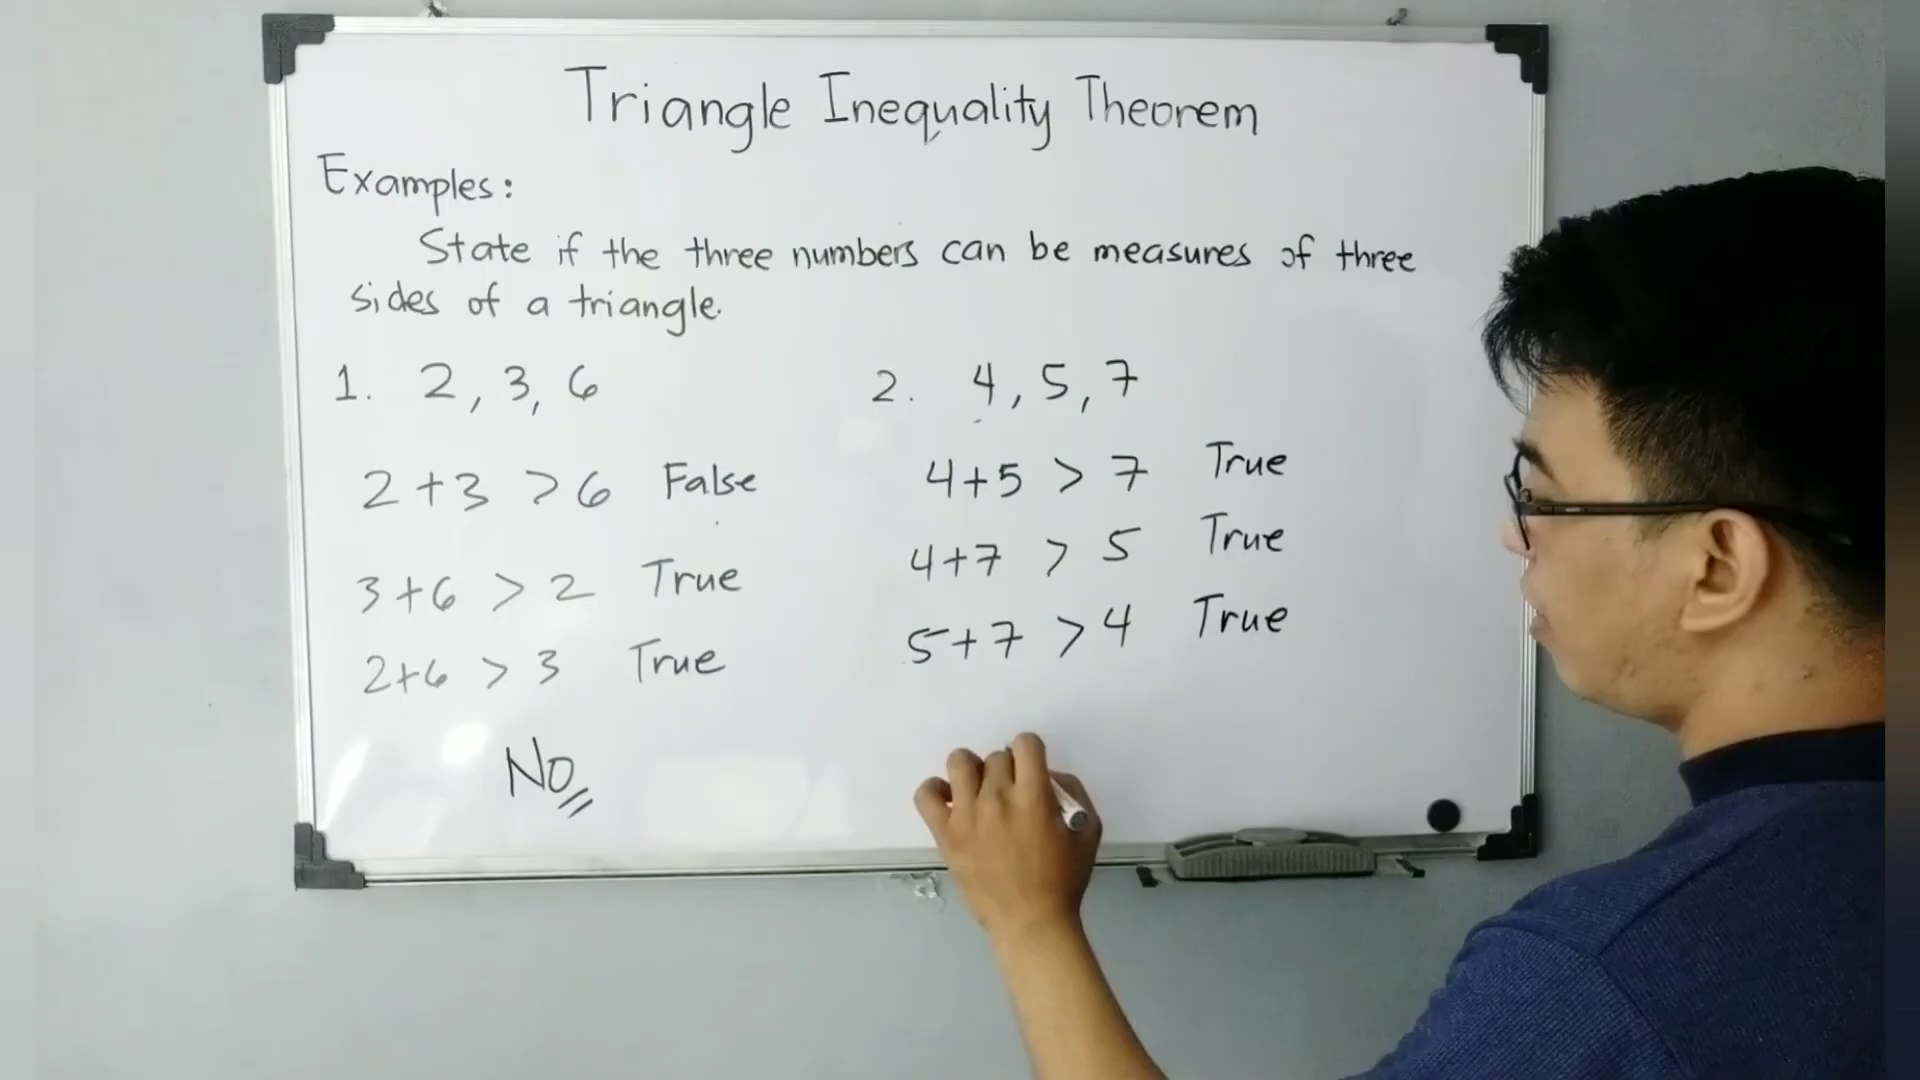 Triangle Inequality Theorem
Examples:
State if the three numbers can be measures of three
sides of a triangle.
1. 2, 3, 6
2+3 > 6 False
3+6 > 2 True
2+6 > 3 True
No
2. 4, 5, 7
4+5 > 7 True
4+7 > 5 True
5+7 > 4 True